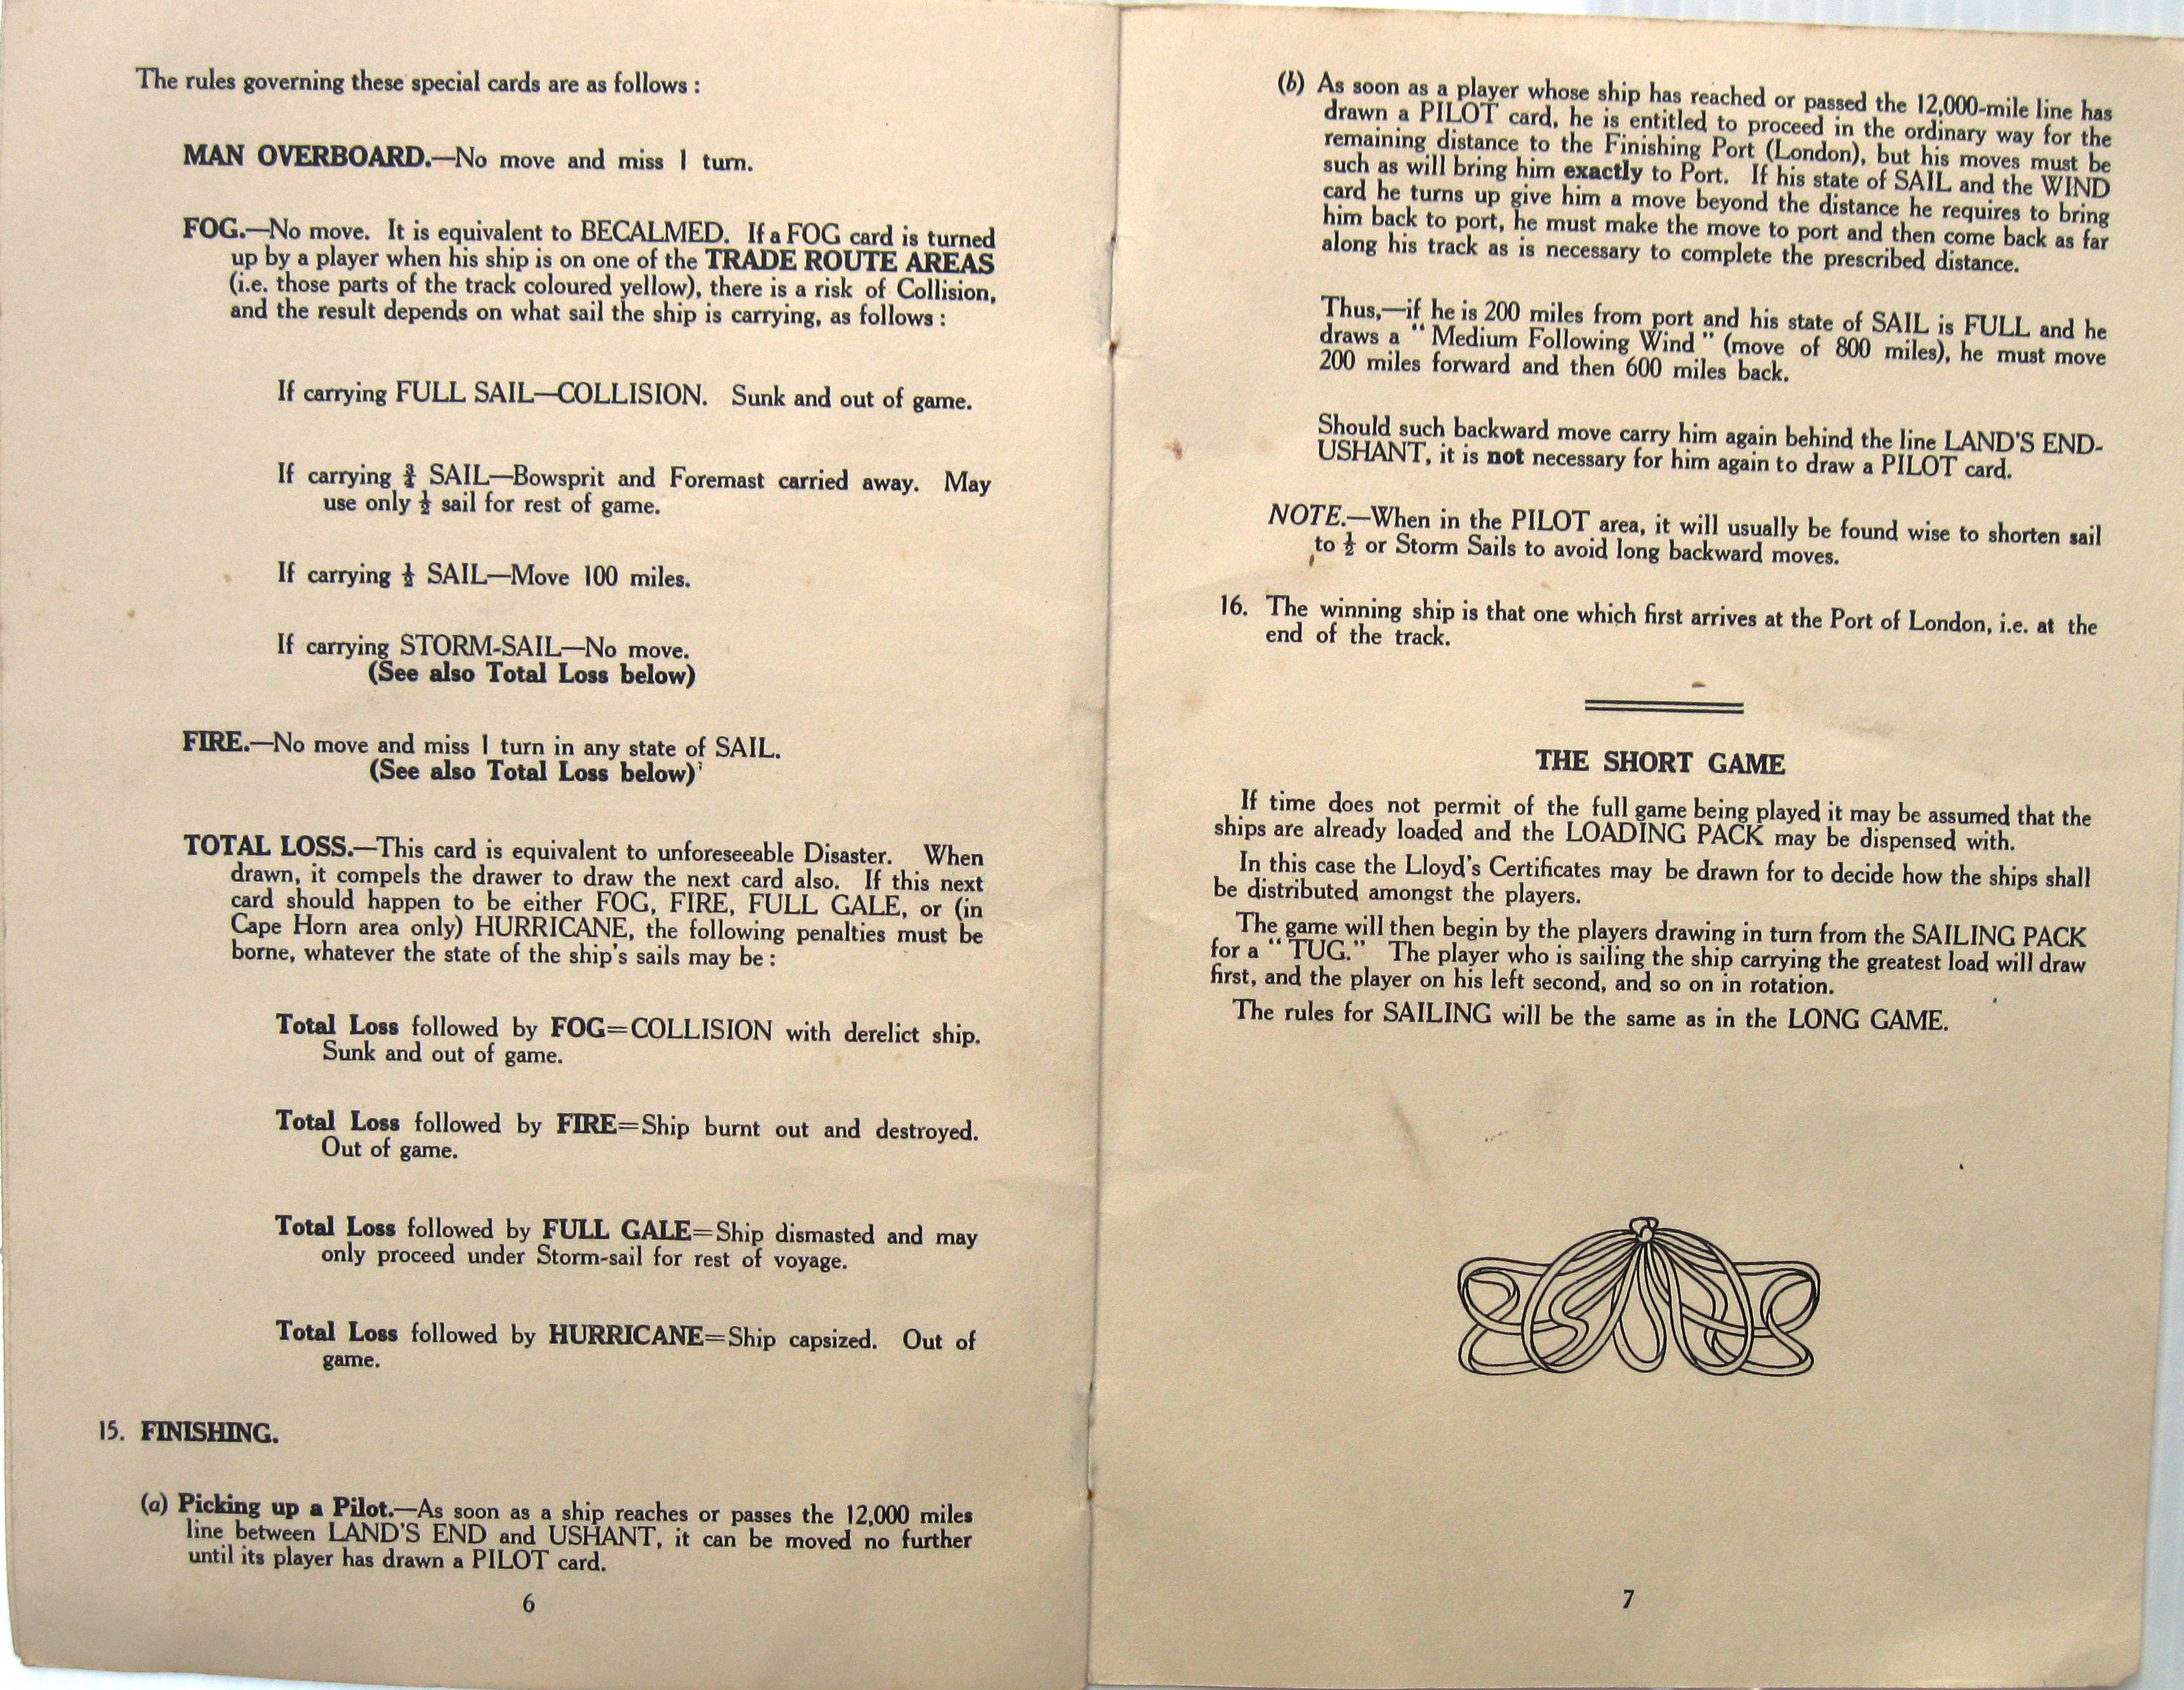 The rules governing these special cards are as follows :
MAN OVERBOARD.—No move and miss 1 turn.
FOG.—No move. It is equivalent to BECALMED. If a FOG card is turned
up by a player when his ship is on one of the TRADE ROUTE AREAS
(i.e. those parts of the track coloured yellow), there is a risk of Collision,
and the result depends on what sail the ship is carrying, as follows :
If carrying FULL SAIL—COLLISION. Sunk and out of game.
If carrying ¾ SAIL—Bowsprit and Foremast carried away. May
use only ½ sail for rest of game.
If carrying ½ SAIL—Move 100 miles.
If carrying STORM-SAIL—No move.
(See also Total Loss below)
FIRE.—No move and miss 1 turn in any state of SAIL.
(See also Total Loss below)
TOTAL LOSS.—This card is equivalent to unforeseeable Disaster. When
drawn, it compels the drawer to draw the next card also. If this next
card should happen to be either FOG, FIRE, FULL GALE, or (in
Cape Horn area only) HURRICANE, the following penalties must be
borne, whatever the state of the ship's sails may be :
Total Loss followed by FOG=COLLISION with derelict ship.
Sunk and out of game.
Total Loss followed by FIRE=Ship burnt out and destroyed.
Out of game.
Total Loss followed by FULL GALE=Ship dismasted and may
only proceed under Storm-sail for rest of voyage.
Total Loss followed by HURRICANE=Ship capsized. Out of
game.
15. FINISHING.
(a) Picking up a Pilot.—As soon as a ship reaches or passes the 12,000 miles
line between LAND'S END and USHANT, it can be moved no further
until its player has drawn a PILOT card.
6
(b) As soon as a player whose ship has reached or passed the 12,000-mile line has
drawn a PILOT card, he is entitled to proceed in the ordinary way for the
remaining distance to the Finishing Port (London), but his moves must be
such as will bring him exactly to Port. If his state of SAIL and the WIND
card he turns up give him a move beyond the distance he requires to bring
him back to port, he must make the move to port and then come back as far
along his track as is necessary to complete the prescribed distance.
Thus,—if he is 200 miles from port and his state of SAIL is FULL and he
draws a "Medium Following Wind" (move of 800 miles), he must move
200 miles forward and then 600 miles back.
Should such backward move carry him again behind the line LAND'S END-
USHANT, it is not necessary for him again to draw a PILOT card.
NOTE.—When in the PILOT area, it will usually be found wise to shorten sail
to ½ or Storm Sails to avoid long backward moves.
16. The winning ship is that one which first arrives at the Port of London, i.e. at the
end of the track.
THE SHORT GAME
If time does not permit of the full game being played it may be assumed that the
ships are already loaded and the LOADING PACK may be dispensed with.
In this case the Lloyd's Certificates may be drawn for to decide how the ships shall
be distributed amongst the players.
The game will then begin by the players drawing in turn from the SAILING PACK
for a "TUG." The player who is sailing the ship carrying the greatest load will draw
first, and the player on his left second, and so on in rotation.
The rules for SAILING will be the same as in the LONG GAME.
7